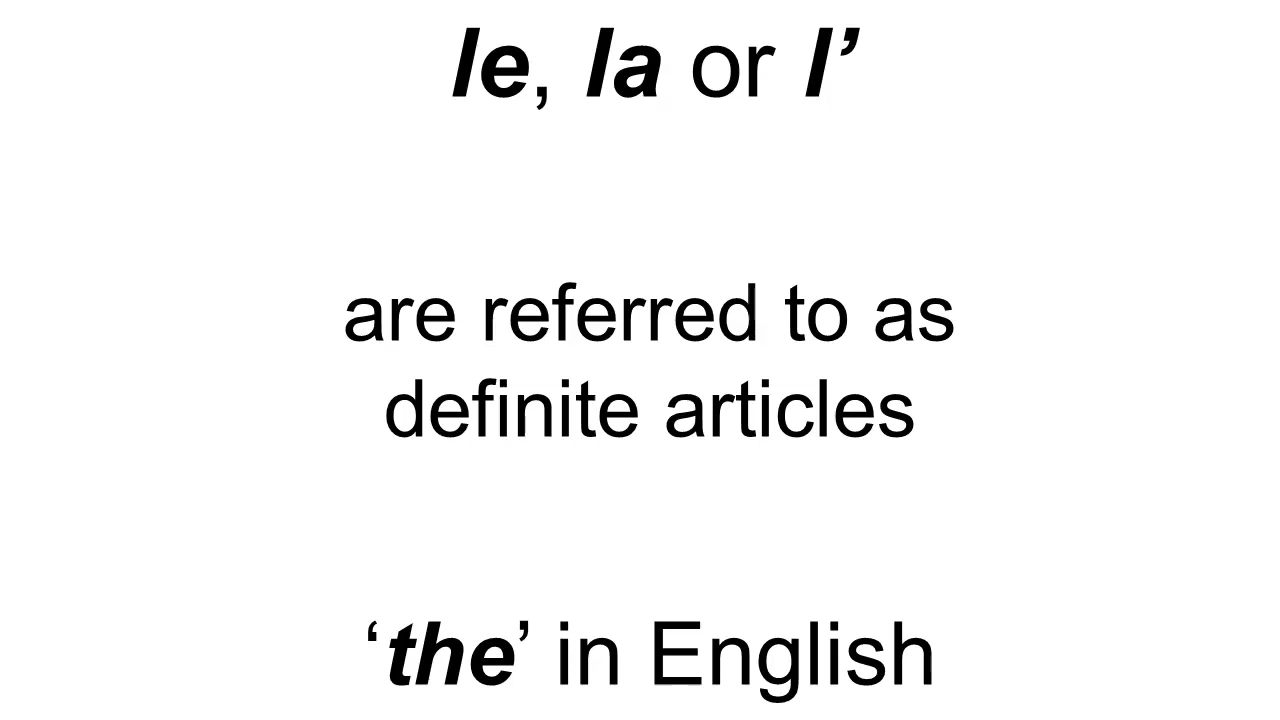 le, la or l’
are referred to as
definite articles
‘the’ in English